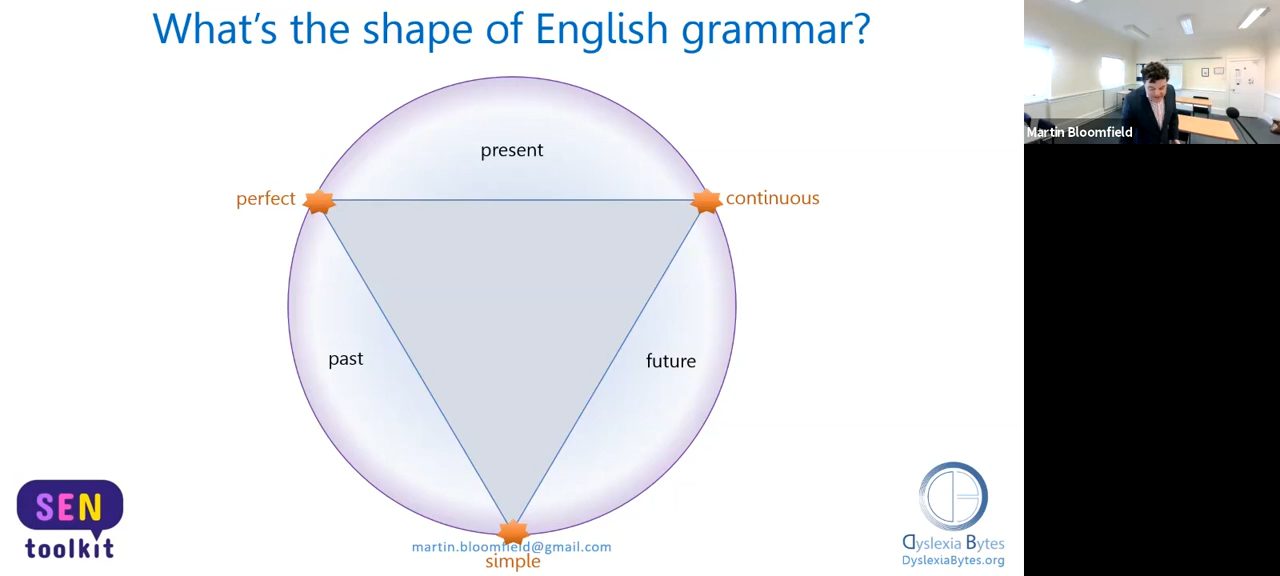 What's the shape of English grammar?
Martin Bloomfield
present
perfect
continuous
past
future
SEN
toolkit
martin.bloomfield@gmail.com
simple
Dyslexia Bytes
DyslexiaBytes.org